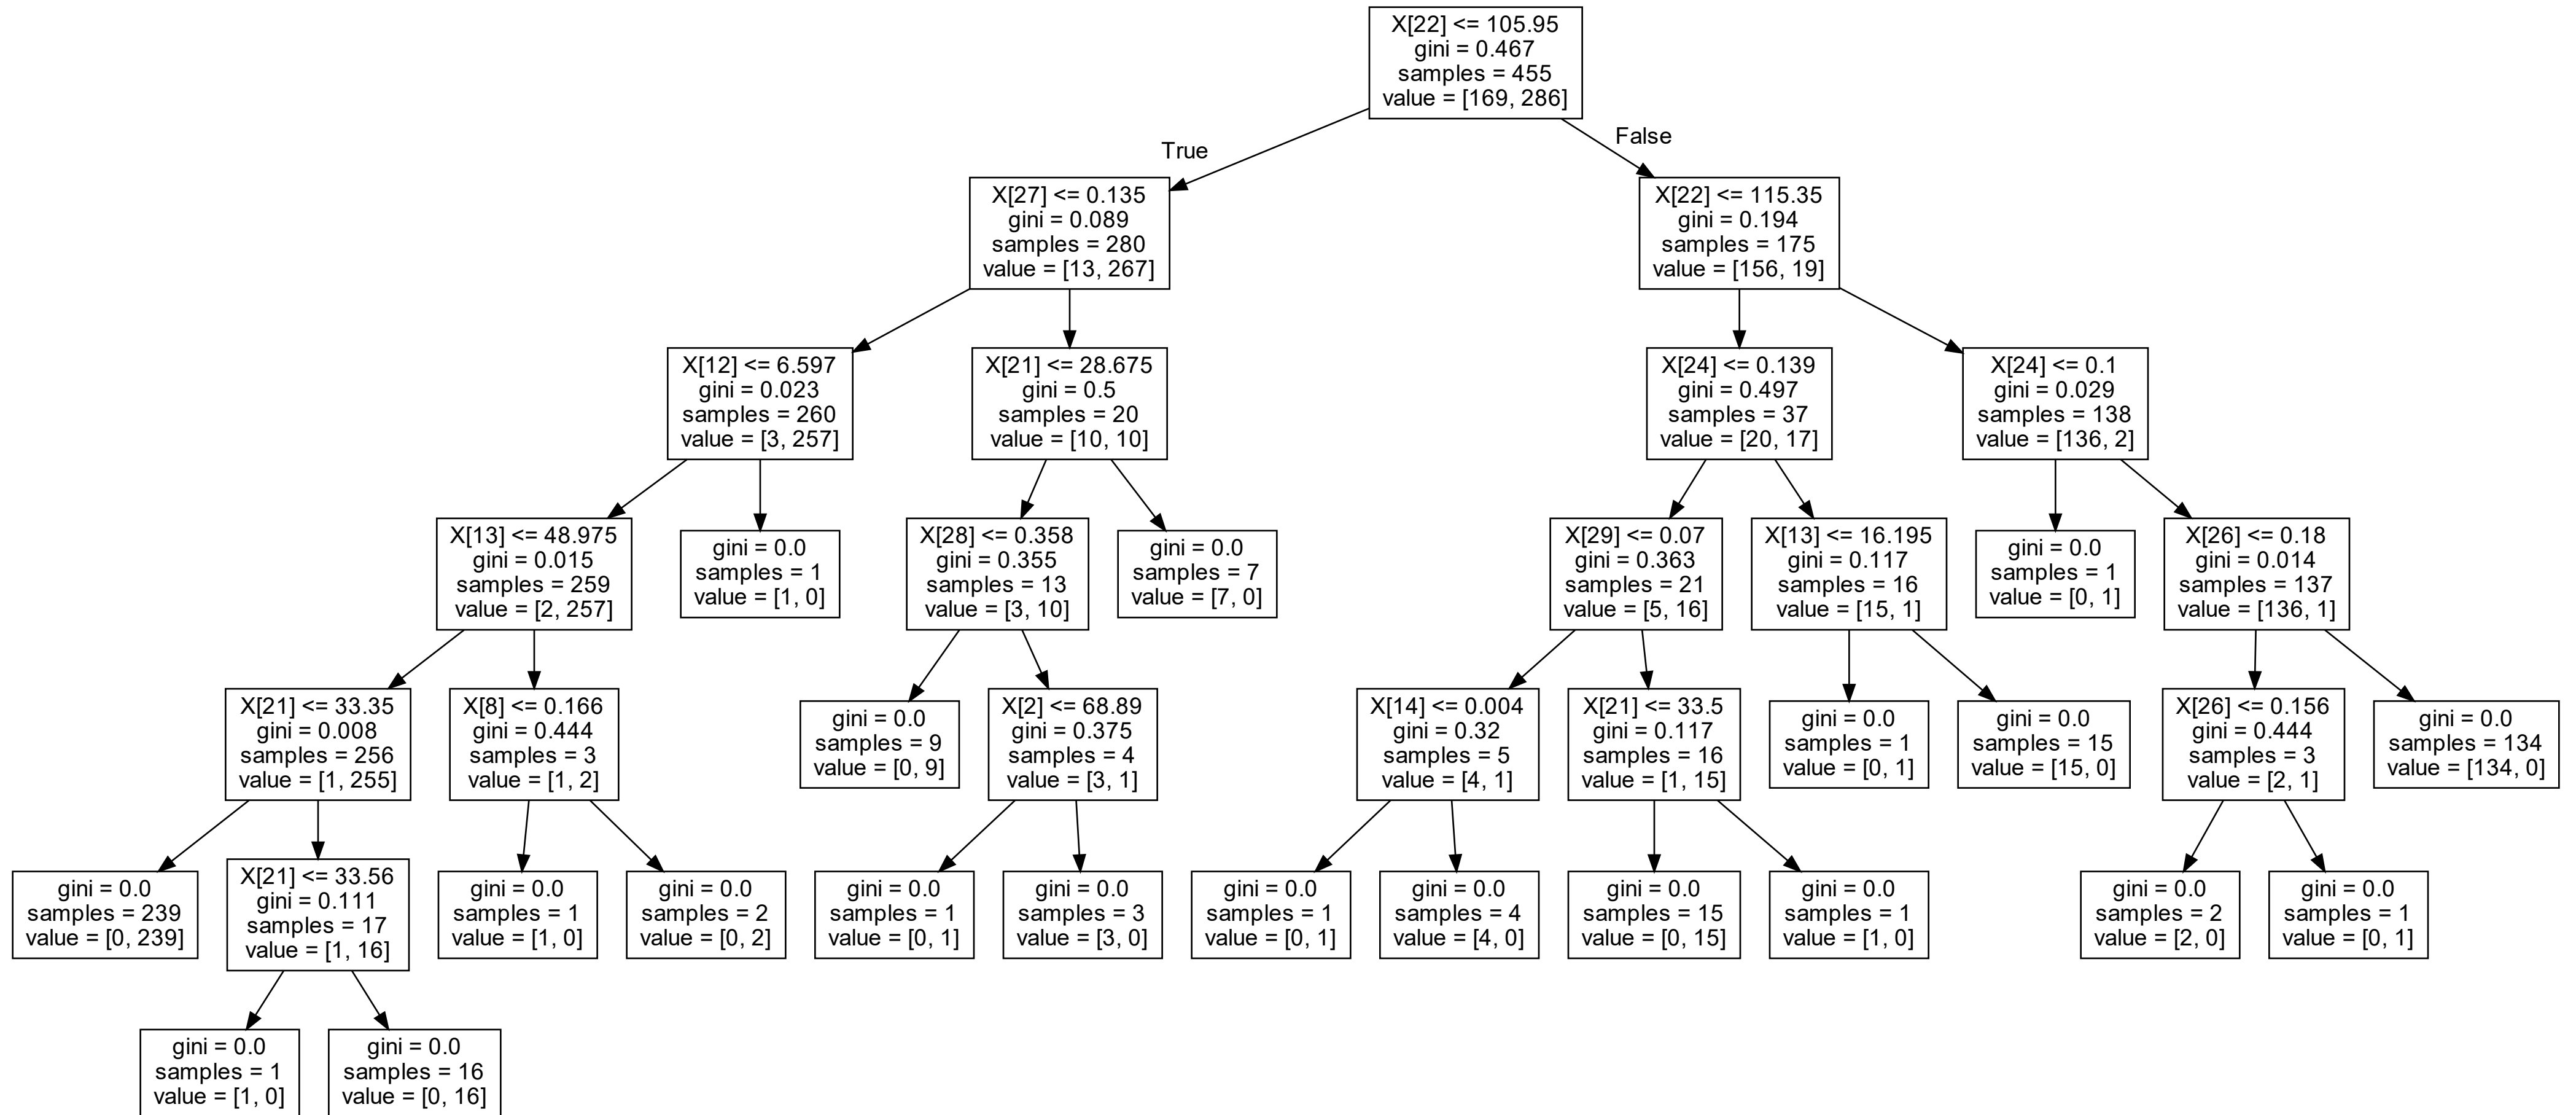 X[22] <= 105.95
gini = 0.467
samples = 455
value = [169, 286]
True
False
X[27] <= 0.135
gini = 0.089
samples = 280
value = [13, 267]
X[22] <= 115.35
gini = 0.194
samples = 175
value = [156, 19]
X[12] <= 6.597
gini = 0.023
samples = 260
value = [3, 257]
X[21] <= 28.675
gini = 0.5
samples = 20
value = [10, 10]
X[24] <= 0.139
gini = 0.497
samples = 37
value = [20, 17]
X[24] <= 0.1
gini = 0.029
samples = 138
value = [136, 2]
X[13] <= 48.975
gini = 0.015
samples = 259
value = [2, 257]
gini = 0.0
samples = 1
value = [1, 0]
X[28] <= 0.358
gini = 0.355
samples = 13
value = [3, 10]
gini = 0.0
samples = 7
value = [7, 0]
X[29] <= 0.07
gini = 0.363
samples = 21
value = [5, 16]
X[13] <= 16.195
gini = 0.117
samples = 16
value = [15, 1]
gini = 0.0
samples = 1
value = [0, 1]
X[26] <= 0.18
gini = 0.014
samples = 137
value = [136, 1]
X[21] <= 33.35
gini = 0.008
samples = 256
value = [1, 255]
X[8] <= 0.166
gini = 0.444
samples = 3
value = [1, 2]
gini = 0.0
samples = 9
value = [0, 9]
X[2] <= 68.89
gini = 0.375
samples = 4
value = [3, 1]
X[14] <= 0.004
gini = 0.32
samples = 5
value = [4, 1]
X[21] <= 33.5
gini = 0.117
samples = 16
value = [1, 15]
gini = 0.0
samples = 1
value = [0, 1]
gini = 0.0
samples = 15
value = [15, 0]
X[26] <= 0.156
gini = 0.444
samples = 3
value = [2, 1]
gini = 0.0
samples = 134
value = [134, 0]
gini = 0.0
samples = 239
value = [0, 239]
X[21] <= 33.56
gini = 0.111
samples = 17
value = [1, 16]
gini = 0.0
samples = 1
value = [1, 0]
gini = 0.0
samples = 2
value = [0, 2]
gini = 0.0
samples = 1
value = [0, 1]
gini = 0.0
samples = 3
value = [3, 0]
gini = 0.0
samples = 1
value = [0, 1]
gini = 0.0
samples = 4
value = [4, 0]
gini = 0.0
samples = 15
value = [0, 15]
gini = 0.0
samples = 1
value = [1, 0]
gini = 0.0
samples = 2
value = [2, 0]
gini = 0.0
samples = 1
value = [0, 1]
gini = 0.0
samples = 1
value = [1, 0]
gini = 0.0
samples = 16
value = [0, 16]